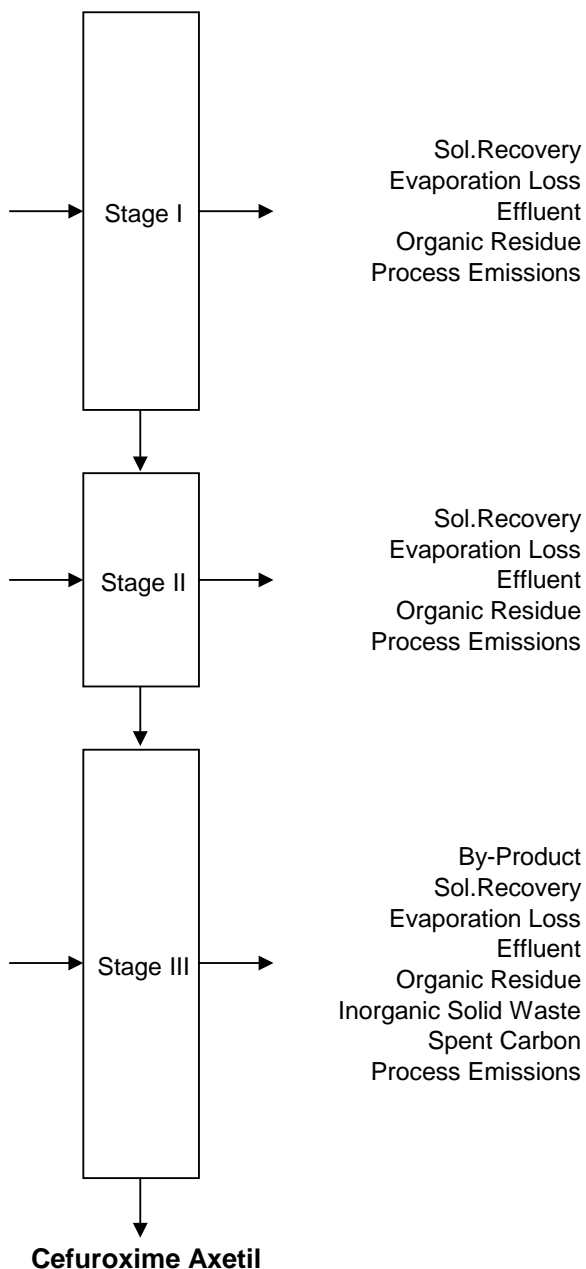 Sol.Recovery
Evaporation Loss
Stage I
Effluent
Organic Residue
Process Emissions
Sol.Recovery
Evaporation Loss
Stage II
Effluent
Organic Residue
Process Emissions
By-Product
Sol.Recovery
Evaporation Loss
Effluent
Stage III
Organic Residue
Inorganic Solid Waste
Spent Carbon
Process Emissions
Cefuroxime Axetil